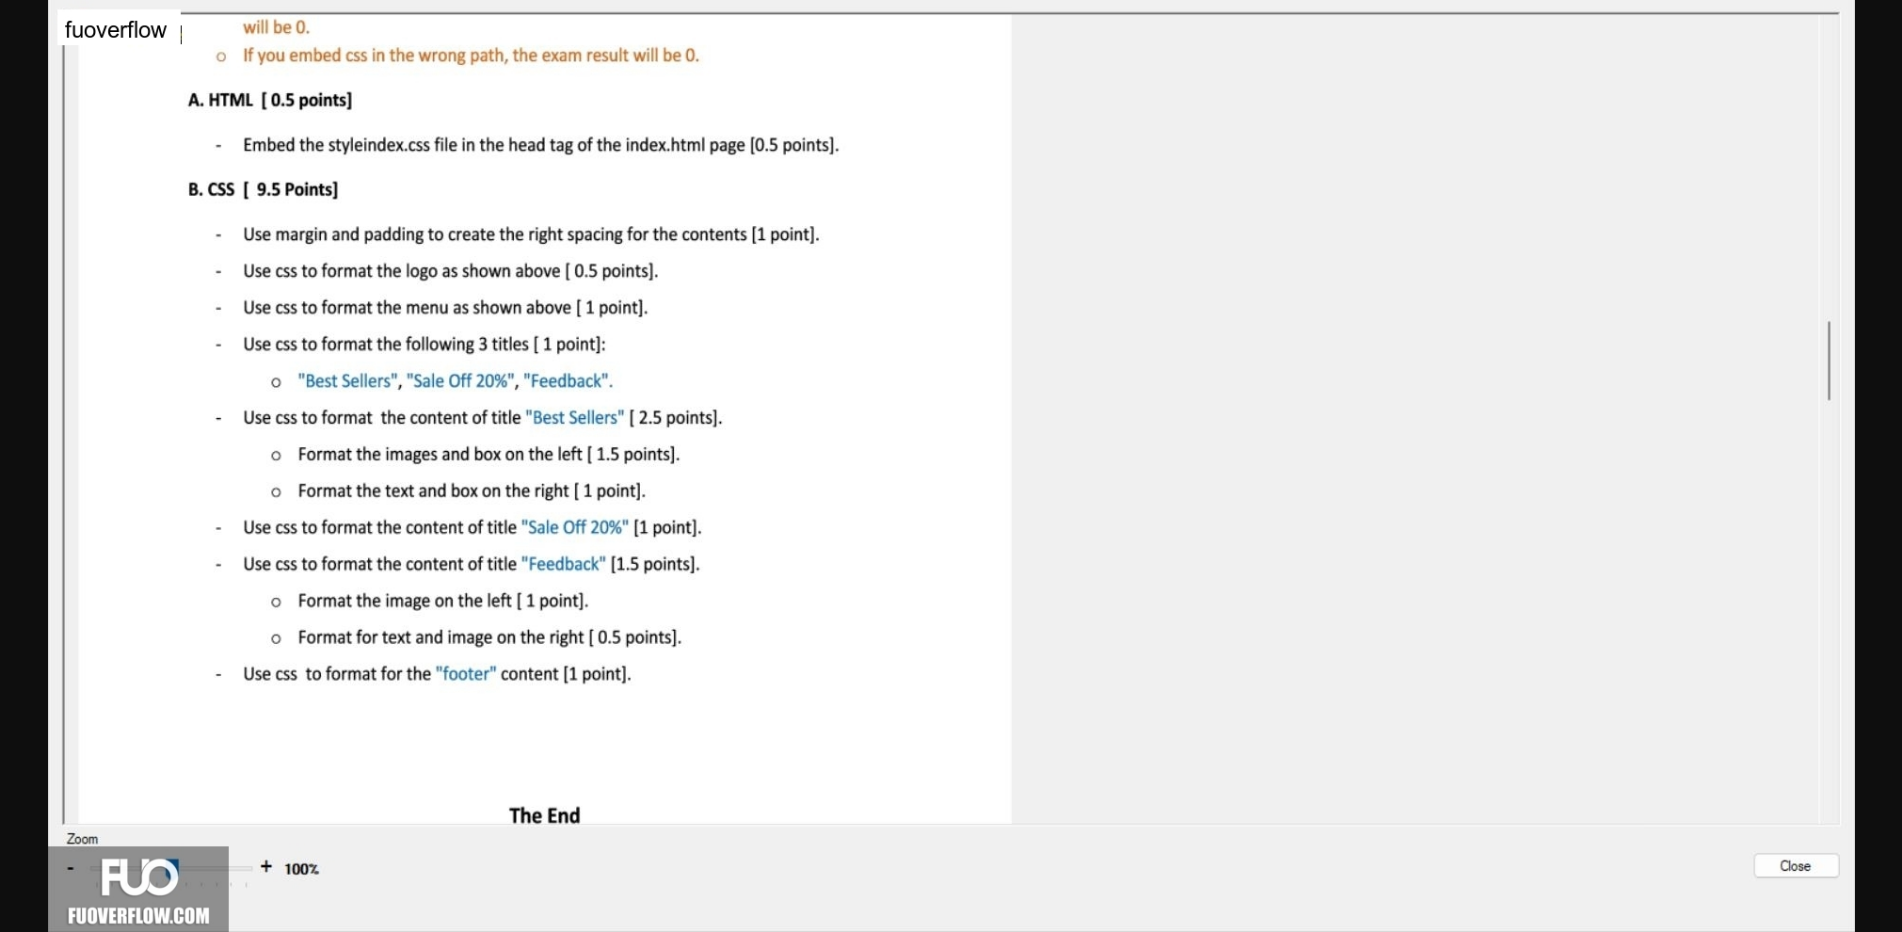 fuoverflow
will be 0.
o If you embed css in the wrong path, the exam result will be 0.
A. HTML [ 0.5 points]
- Embed the styleindex.css file in the head tag of the index.html page [0.5 points].
B. CSS [ 9.5 Points]
- Use margin and padding to create the right spacing for the contents [1 point].
- Use css to format the logo as shown above [ 0.5 points].
- Use css to format the menu as shown above [ 1 point].
- Use css to format the following 3 titles [ 1 point]:
o "Best Sellers", "Sale Off 20%", "Feedback".
- Use css to format the content of title "Best Sellers" [ 2.5 points].
o Format the images and box on the left [ 1.5 points].
o Format the text and box on the right [ 1 point].
- Use css to format the content of title "Sale Off 20%" [1 point].
- Use css to format the content of title "Feedback" [1.5 points].
o Format the image on the left [ 1 point].
o Format for text and image on the right [ 0.5 points].
- Use css to format for the "footer" content [1 point].
The End
Zoom
- + 100%
Close
FUO
FUOVERFLOW.COM